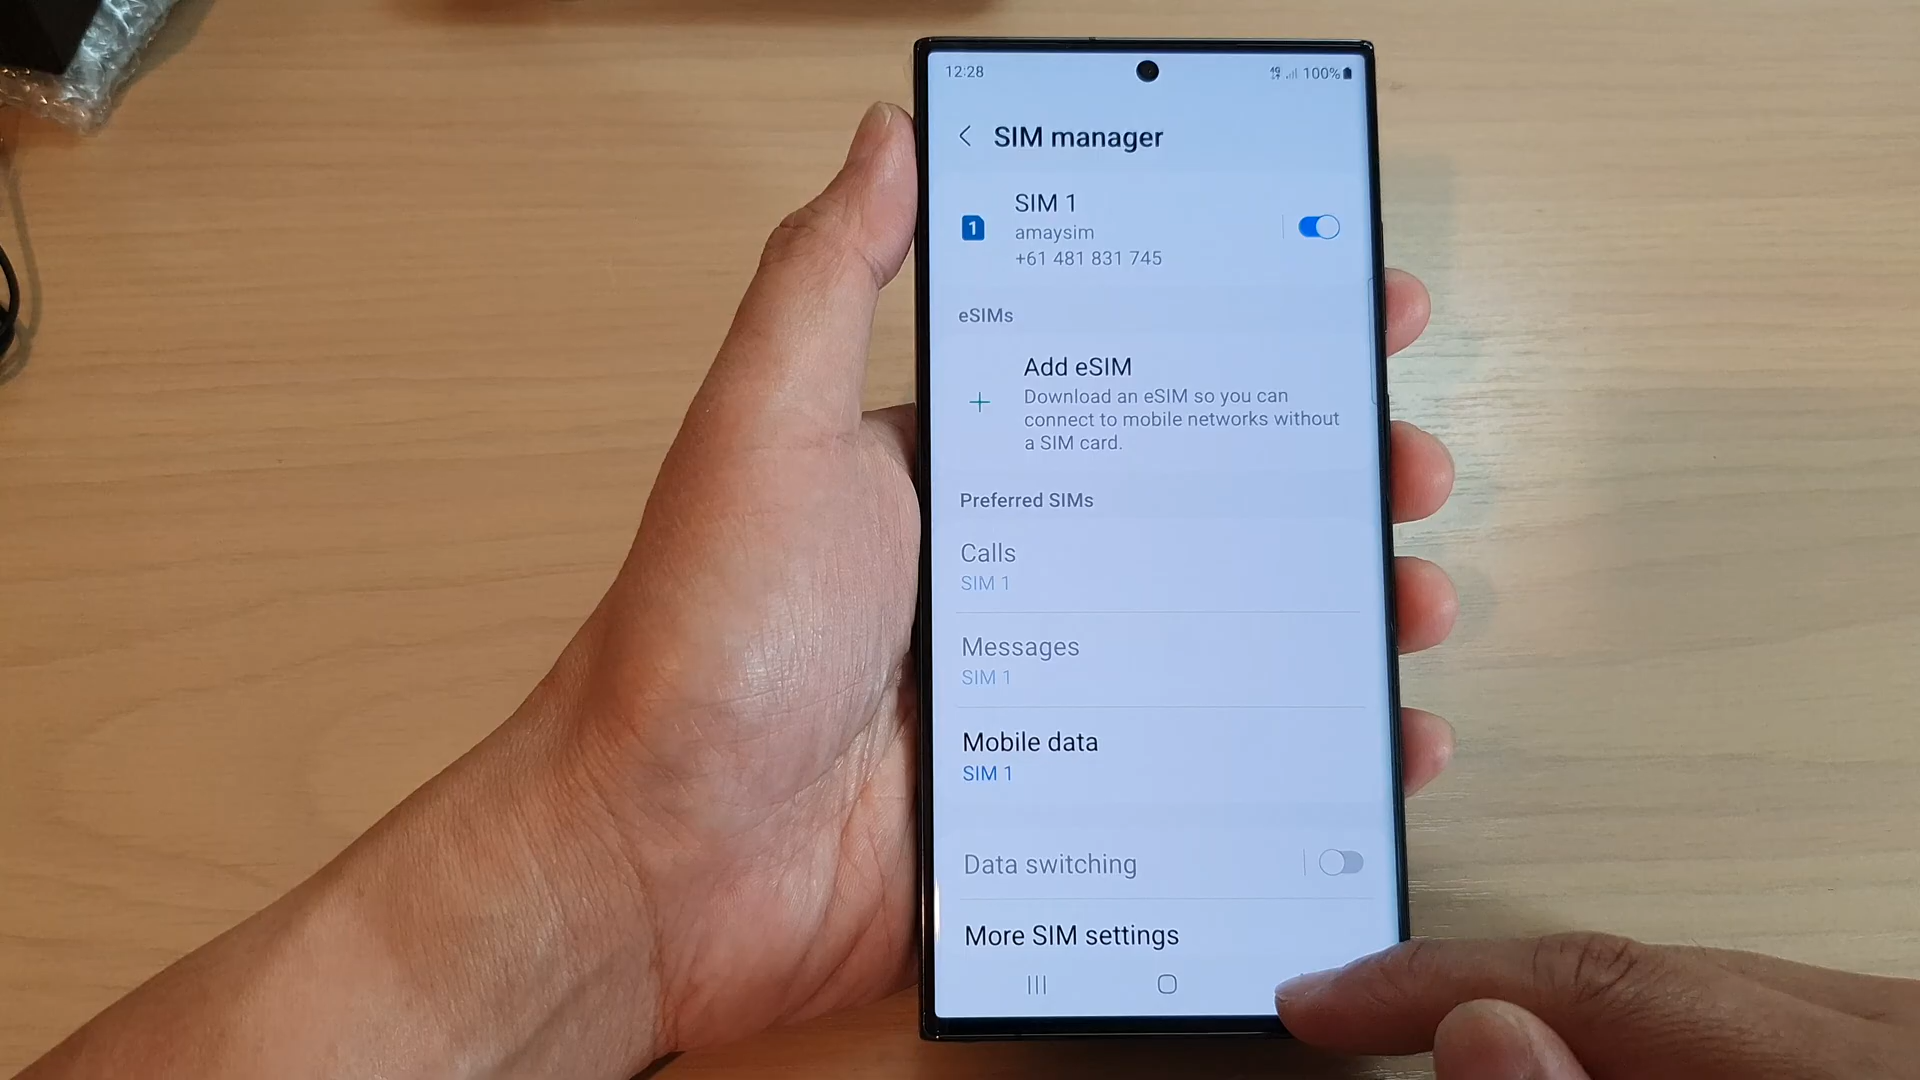 12:28
4G 100%
SIM manager
SIM 1
1
amaysim
+61 481 831 745
eSIMs
Add eSIM
Download an eSIM so you can
connect to mobile networks without
a SIM card.
Preferred SIMs
Calls
SIM 1
Messages
SIM 1
Mobile data
SIM 1
Data switching
More SIM settings